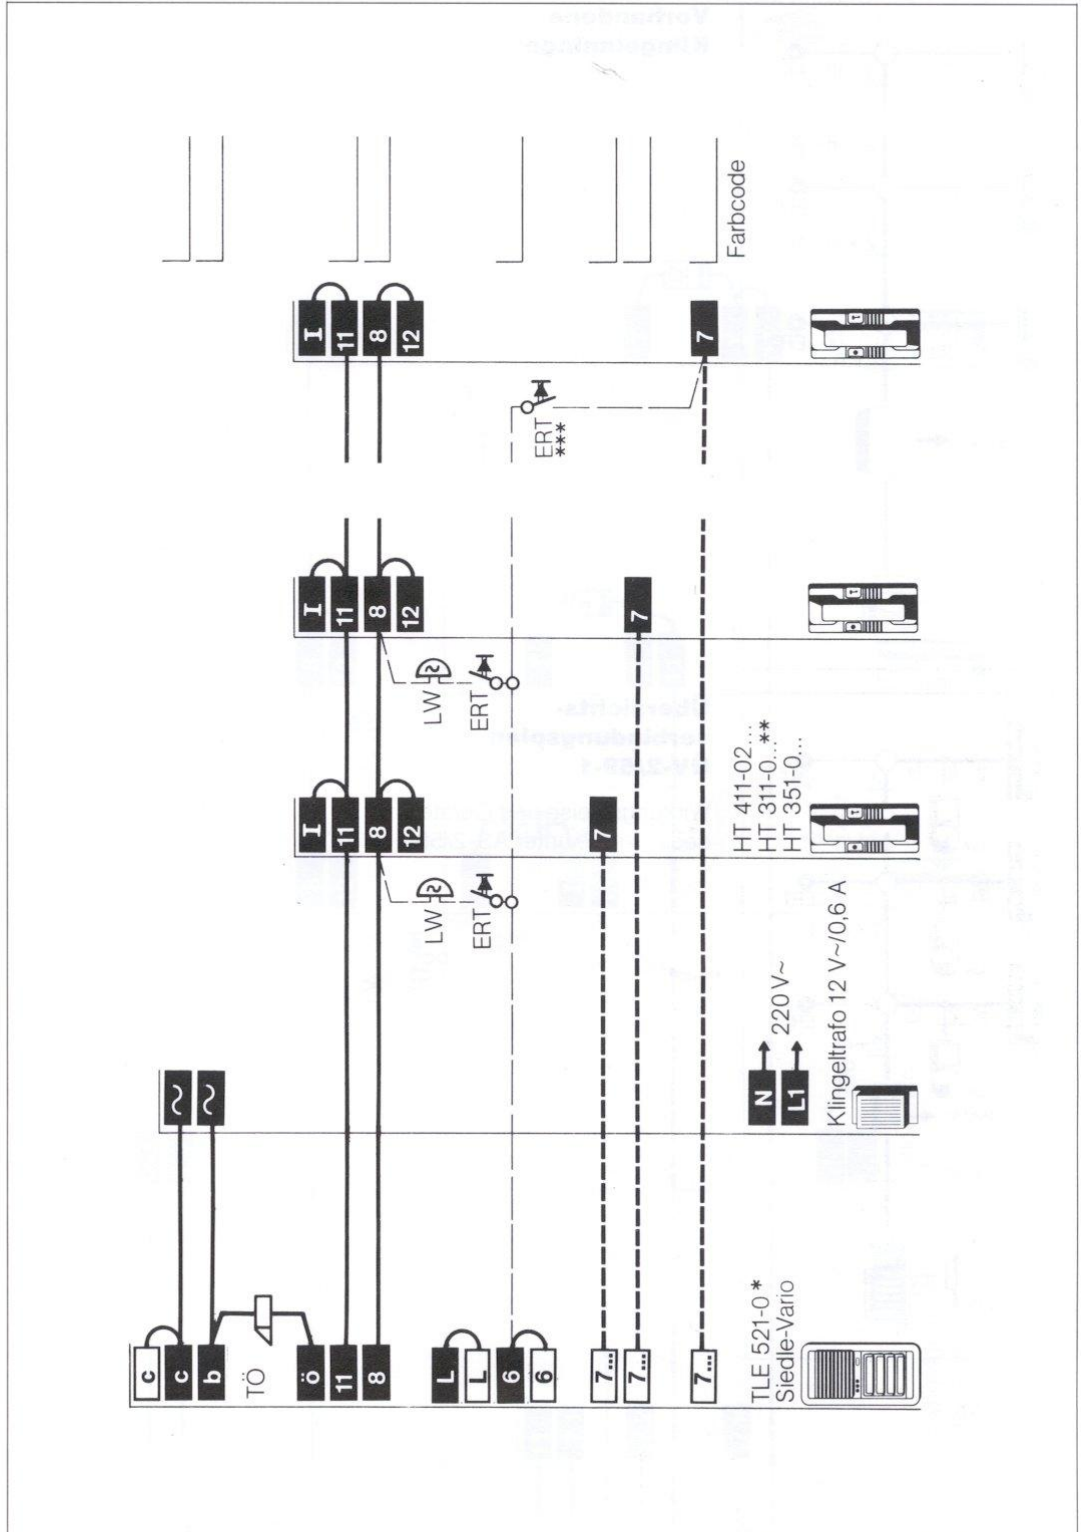 c
c ~
b ~
TÖ
ö I I I
11 11 11 11
8 8 8 8
12 12 12
LW LW
L
L ERT ERT
6
6 ERT
***
7... 7
7... 7
7... 7
TLE 521-0*
Siedle-Vario
N
L1
220 V~
Klingeltrafo 12 V~/0,6 A
HT 411-02...
HT 311-0...**
HT 351-0...
Farbcode